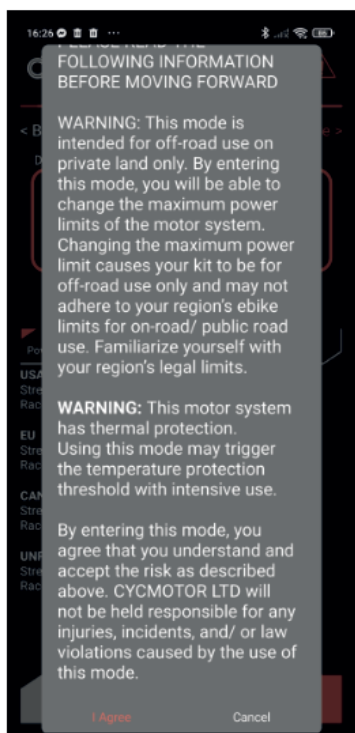 16:26
FOLLOWING INFORMATION
BEFORE MOVING FORWARD
WARNING: This mode is
intended for off-road use on
private land only. By entering
this mode, you will be able to
change the maximum power
limits of the motor system.
Changing the maximum power
limit causes your kit to be for
off-road use only and may not
adhere to your region's ebike
limits for on-road/ public road
use. Familiarize yourself with
your region's legal limits.
WARNING: This motor system
has thermal protection.
Using this mode may trigger
the temperature protection
threshold with intensive use.
By entering this mode, you
agree that you understand and
accept the risk as described
above. CYCMOTOR LTD will
not be held responsible for any
injuries, incidents, and/ or law
violations caused by the use of
this mode.
I Agree
Cancel
USA
EU